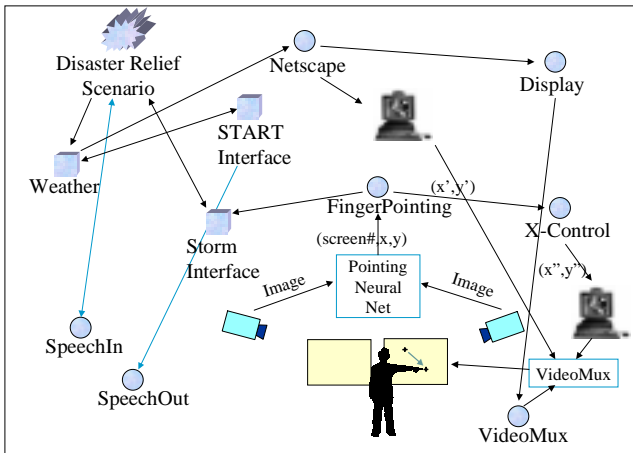 Disaster Relief
Scenario
Netscape
Display
START
Interface
Weather
(x’,y’)
FingerPointing
X-Control
Storm
Interface
(screen#,x,y)
(x”,y”)
Pointing
Neural
Net
Image
Image
SpeechIn
VideoMux
SpeechOut
VideoMux